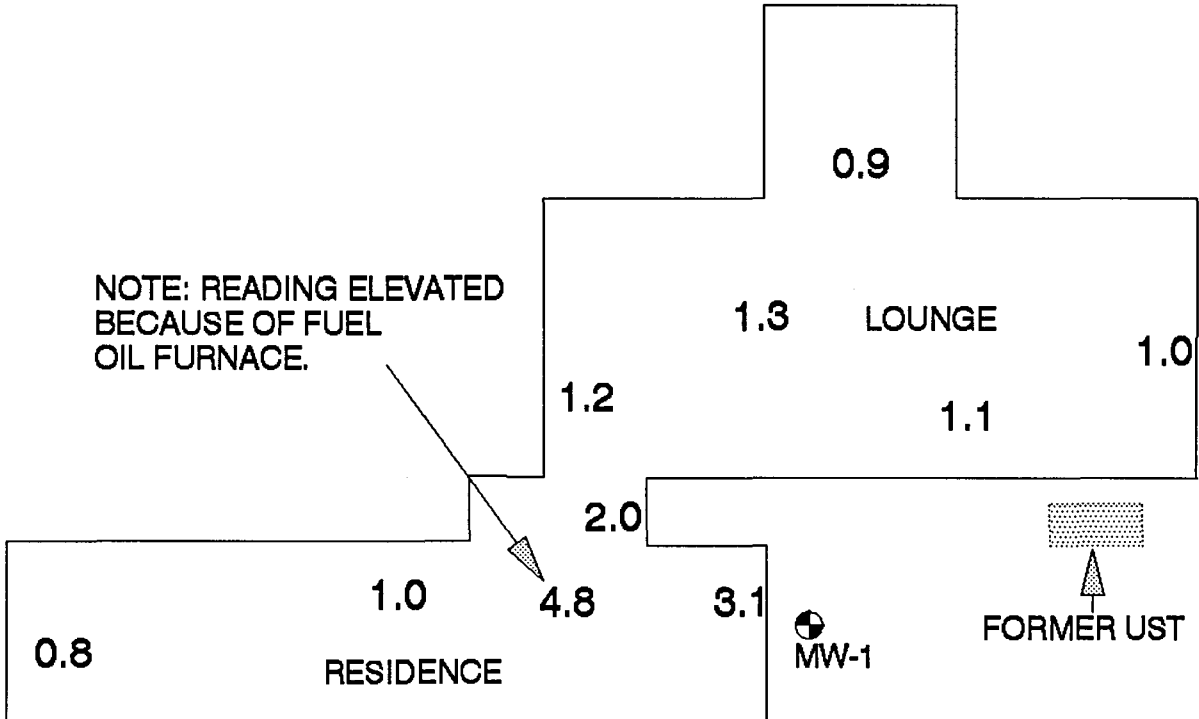 0.9
NOTE: READING ELEVATED
BECAUSE OF FUEL
OIL FURNACE.
1.3 LOUNGE
1.0
1.2
1.1
2.0
1.0
4.8
3.1
FORMER UST
0.8
RESIDENCE
MW-1